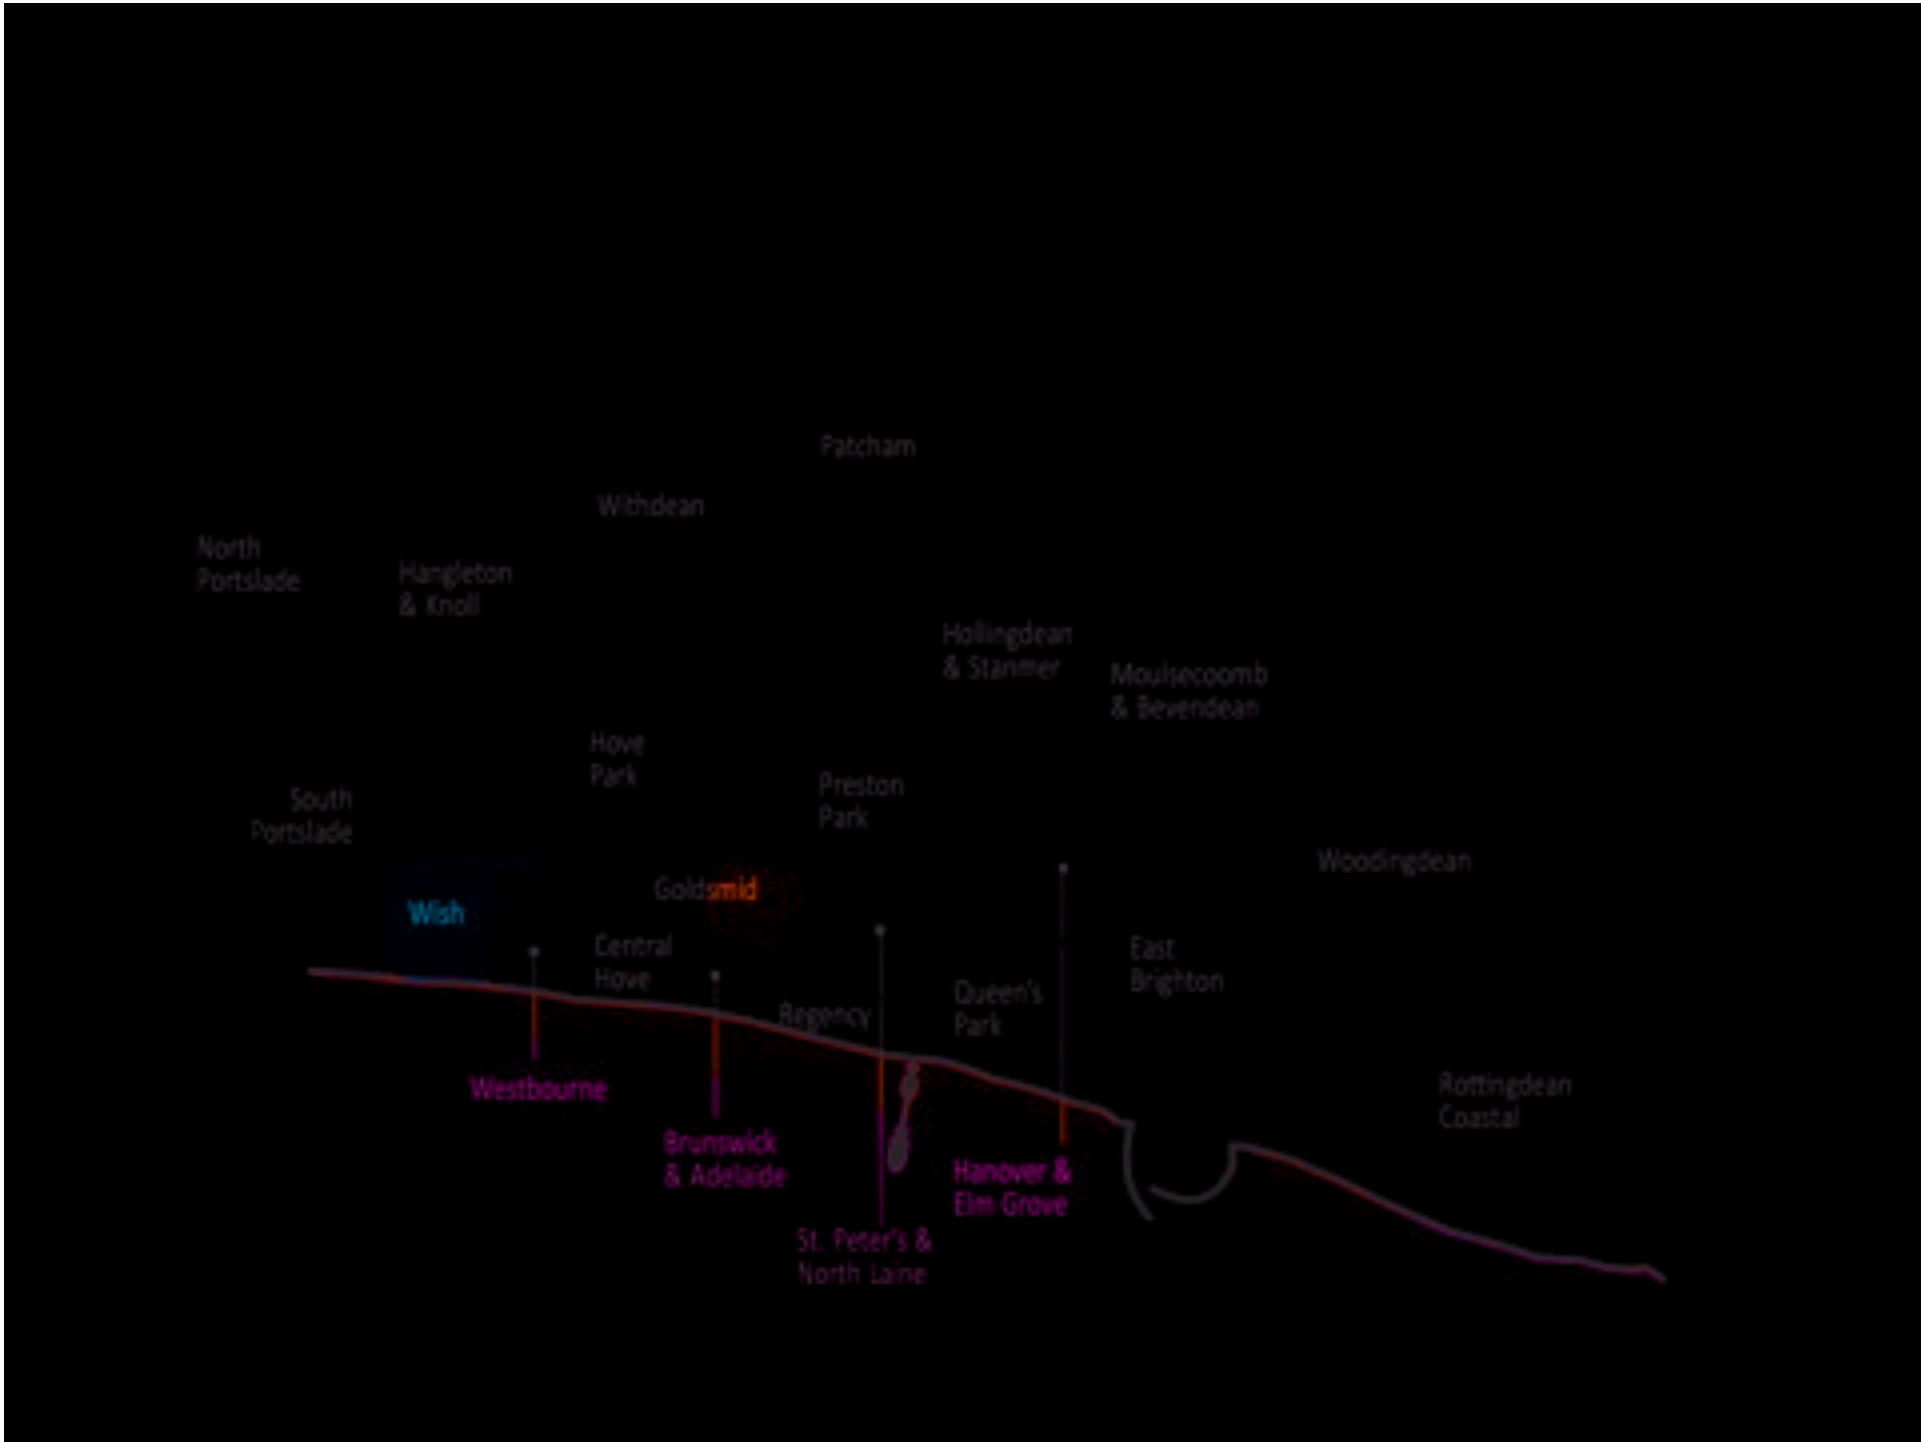 Patcham
Withdean
North
Portslade
Hangleton
& Knoll
Hollingdean
& Stanmer
Moulsecoomb
& Bevendean
Hove
Park
Preston
Park
South
Portslade
Woodingdean
Goldsmid
Wish
Central
Hove
East
Brighton
Queen's
Park
Regency
Westbourne
Rottingdean
Coastal
Brunswick
& Adelaide
Hanover &
Elm Grove
St. Peter's &
North Laine